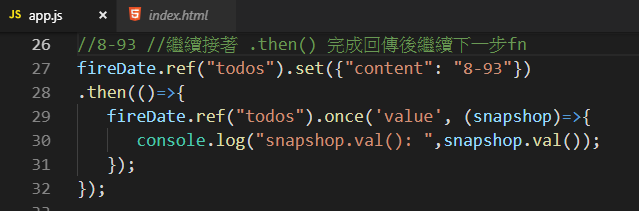 JS app.js × 5 index.html
26 //8-93 //繼續接著 .then() 完成回傳後繼續下一步fn
27 fireDate.ref("todos").set({"content": "8-93"})
28 .then(()=>{
29 fireDate.ref("todos").once('value', (snapshop)=>{
30 console.log("snapshop.val(): ",snapshop.val());
31 });
32 });